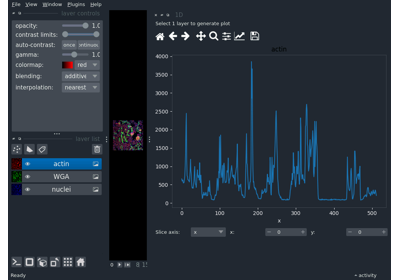 File View Plugins Window Help
layer controls
opacity: 1.0
contrast limits:
auto-contrast: once
gamma: 1.0
colormap: red
blending: additive
interpolation: nearest
layer list
actin
WGA
nuclei
Ready
1D
Select 1 layer to generate plot
actin
4000
3500
3000
2500
2000
1500
1000
500
0
0 100 200 300 400 500
x
Slice axis: x x: 0 y: 0
activity